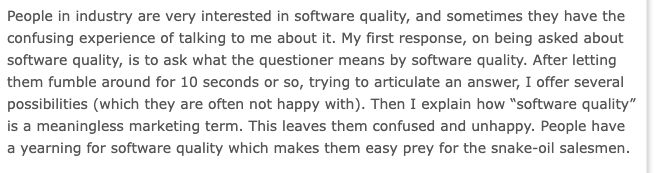 People in industry are very interested in software quality, and sometimes they have the
confusing experience of talking to me about it. My first response, on being asked about
software quality, is to ask what the questioner means by software quality. After letting
them fumble around for 10 seconds or so, trying to articulate an answer, I offer several
possibilities (which they are often not happy with). Then I explain how “software quality”
is a meaningless marketing term. This leaves them confused and unhappy. People have
a yearning for software quality which makes them easy prey for the snake-oil salesmen.